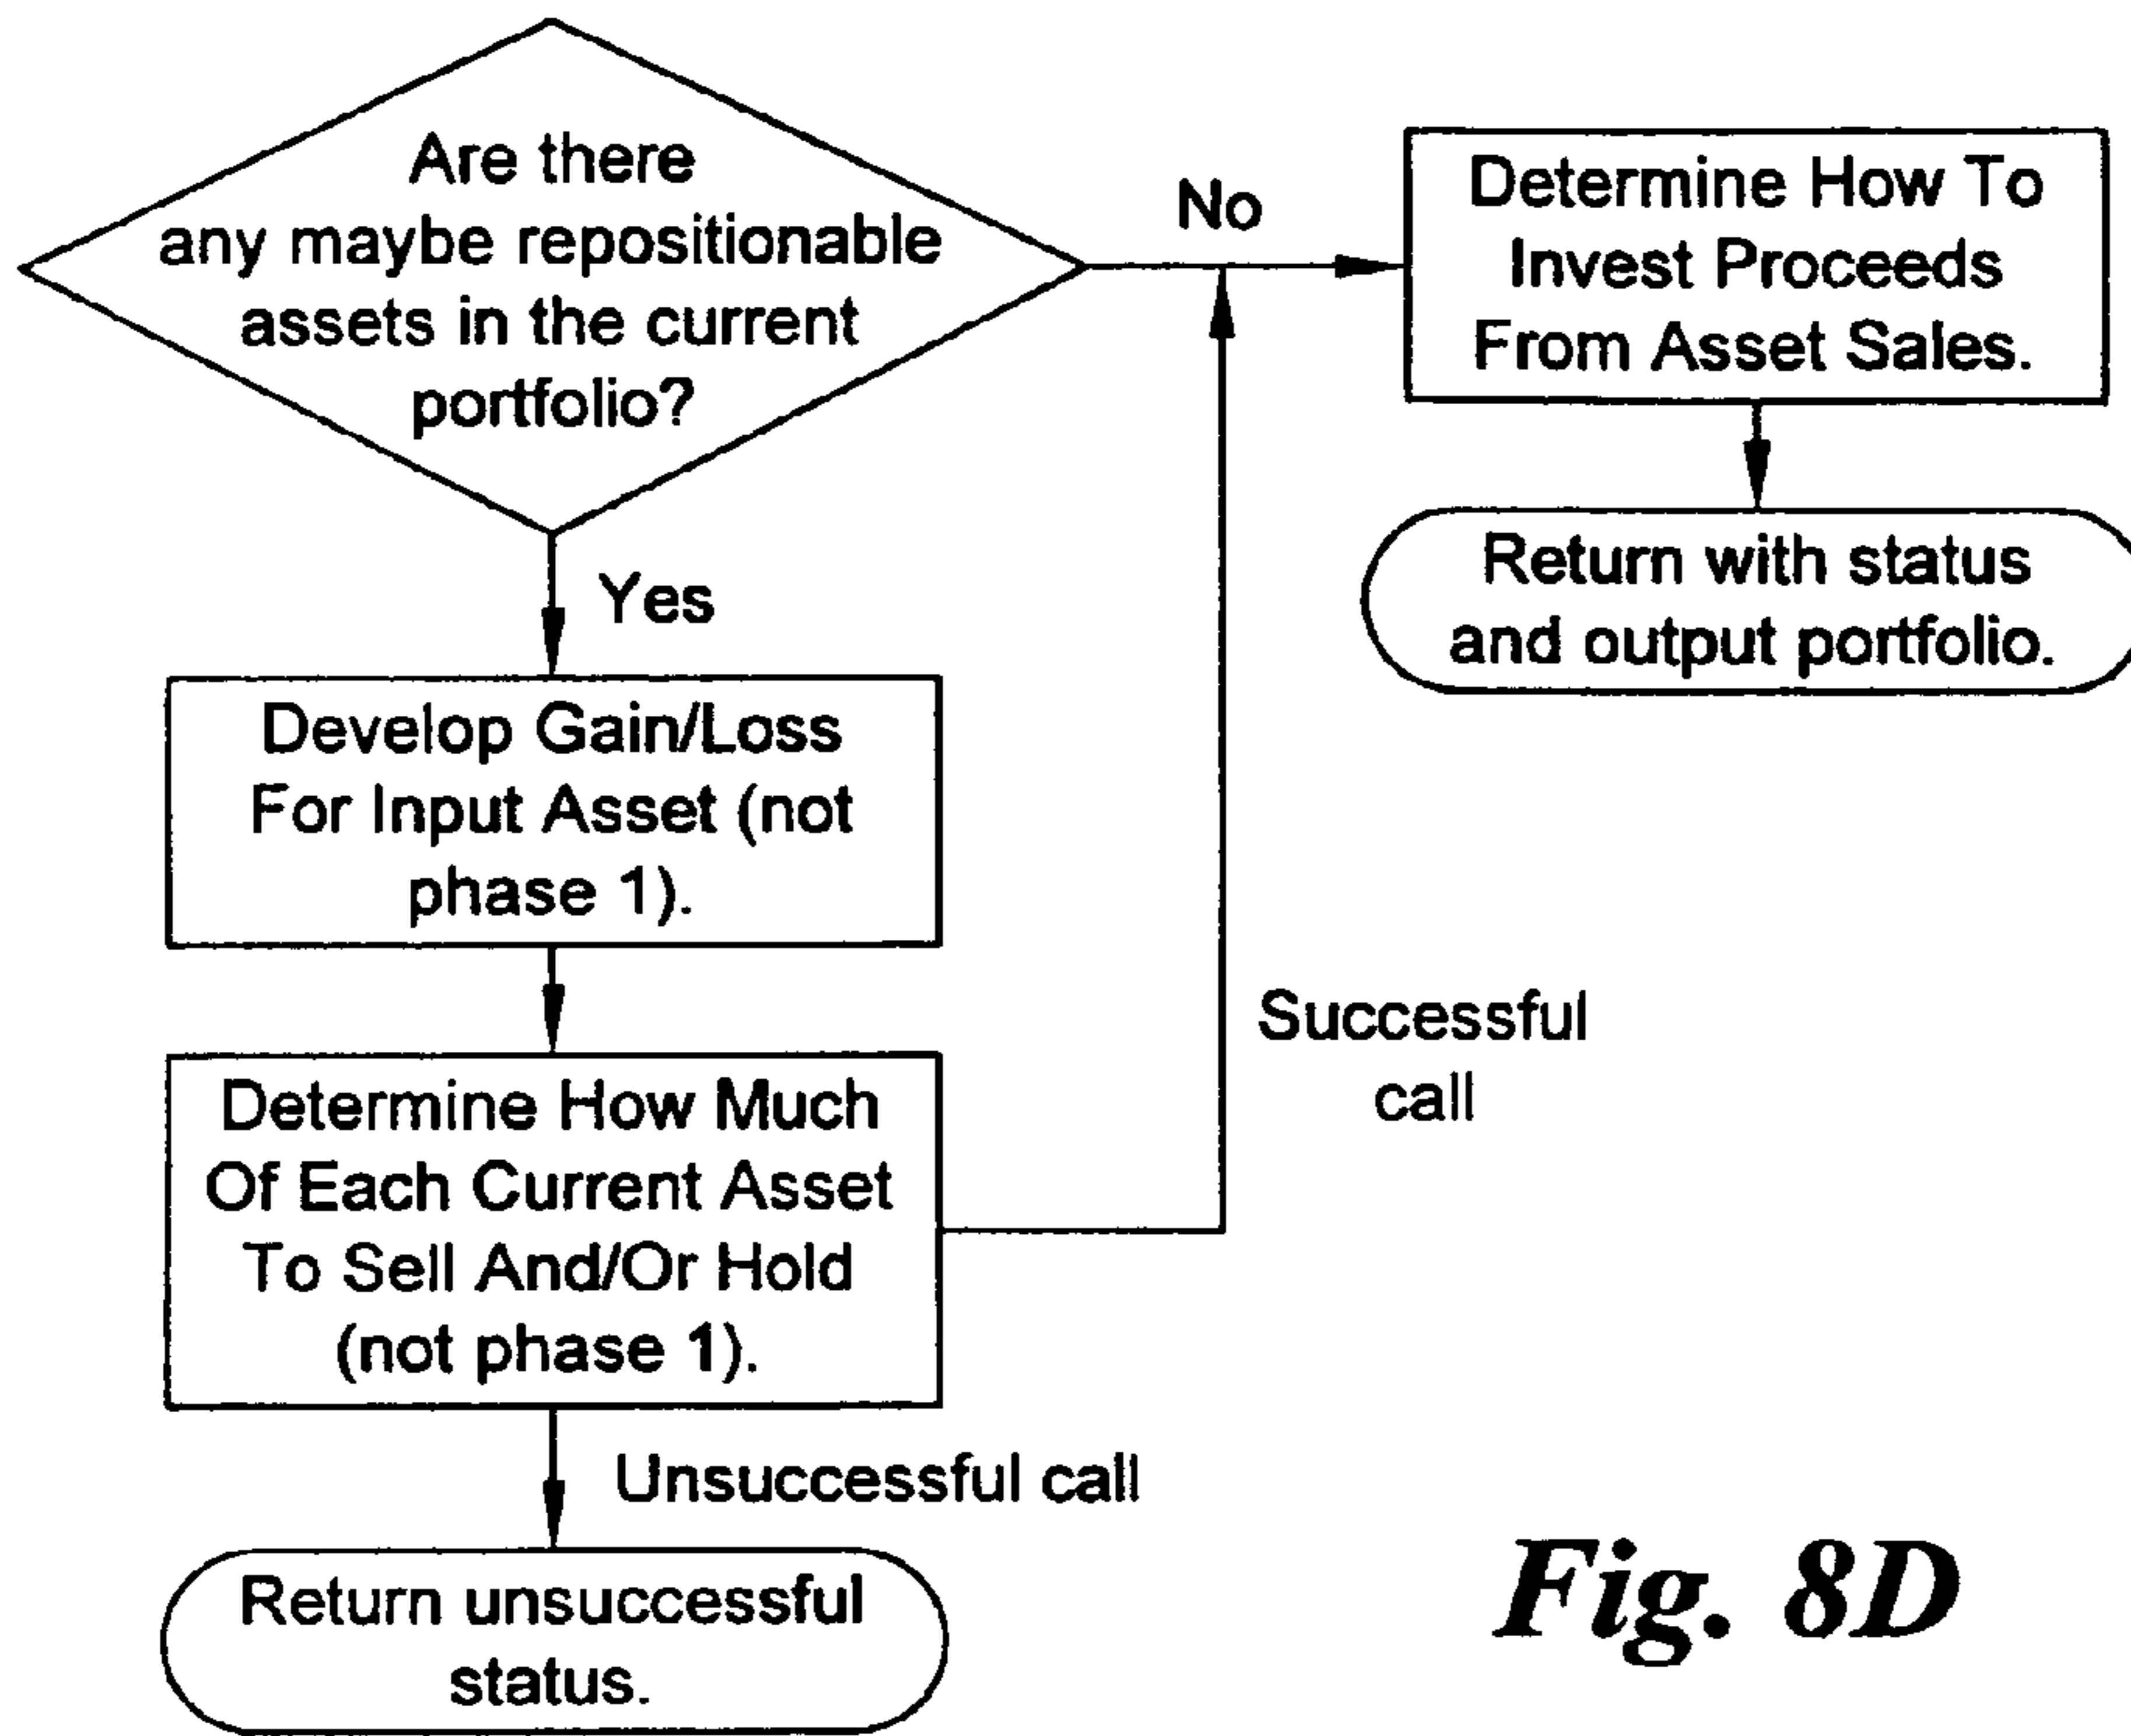 Are there
any maybe repositionable
assets in the current
portfolio?
No
Determine How To
Invest Proceeds
From Asset Sales.
Return with status
and output portfolio.
Yes
Develop Gain/Loss
For Input Asset (not
phase 1).
Successful
call
Determine How Much
Of Each Current Asset
To Sell And/Or Hold
(not phase 1).
Unsuccessful call
Return unsuccessful
status.
Fig. 8D